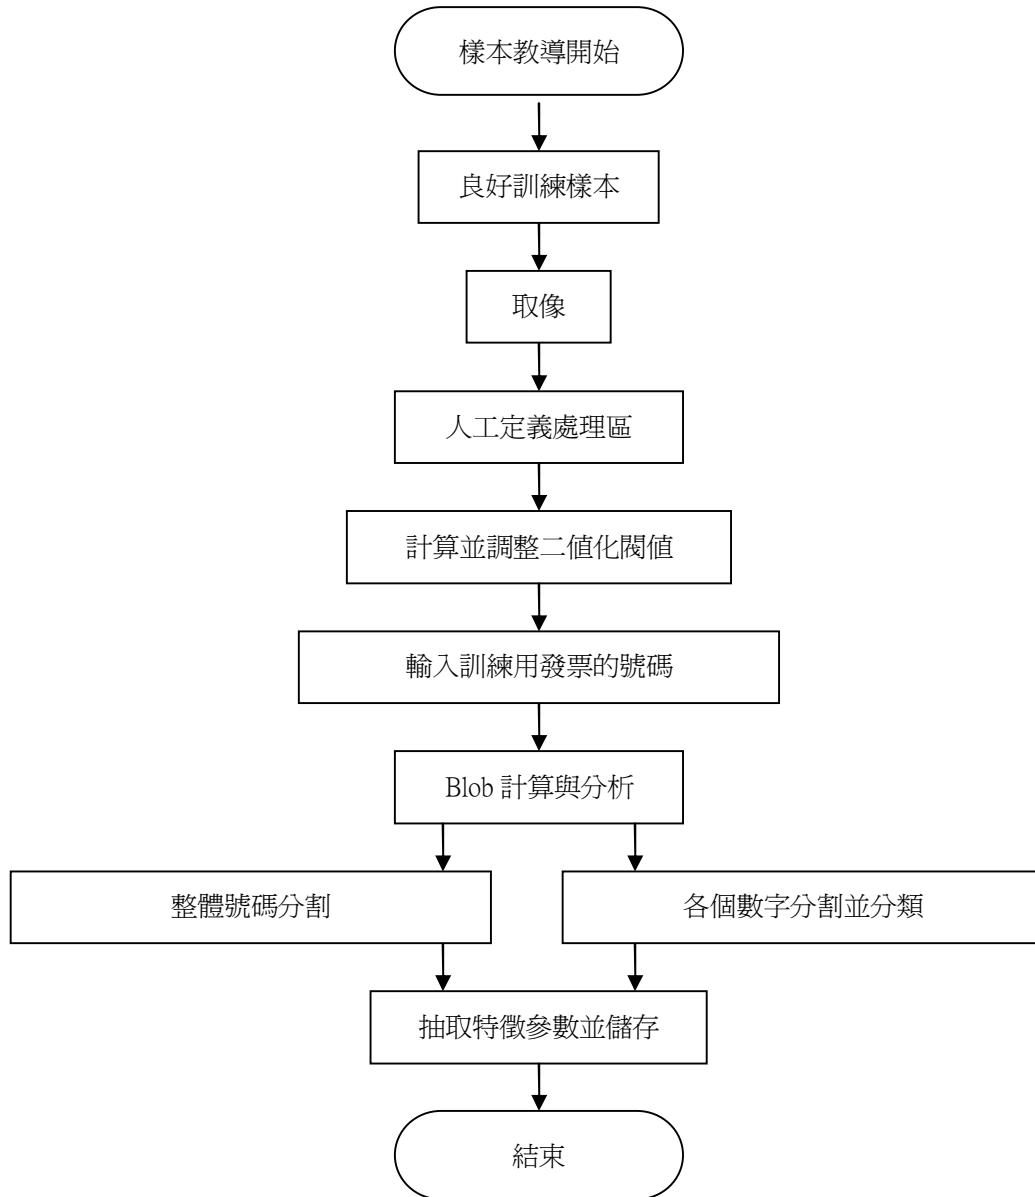 樣本教導開始
良好訓練樣本
取像
人工定義處理區
計算並調整二值化閥值
輸入訓練用發票的號碼
Blob 計算與分析
整體號碼分割
各個數字分割並分類
抽取特徵參數並儲存
結束